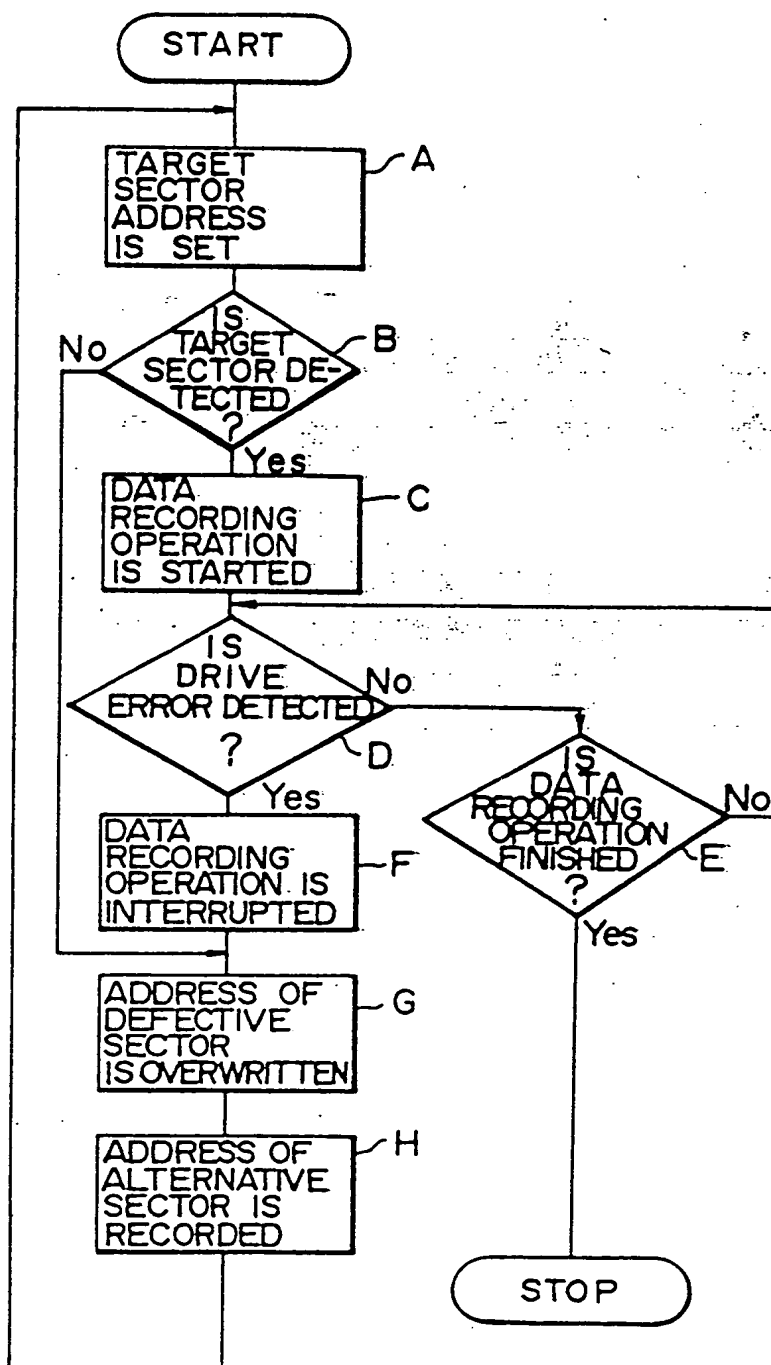 START
TARGET
SECTOR
ADDRESS
IS SET
A
IS
TARGET
SECTOR DE-
TECTED
?
B
No
Yes
DATA
RECORDING
OPERATION
IS STARTED
C
IS
DRIVE
ERROR DETECTED
?
D
No
Yes
IS
DATA
RECORDING
OPERATION
FINISHED
?
E
No
Yes
DATA
RECORDING
OPERATION IS
INTERRUPTED
F
ADDRESS OF
DEFECTIVE
SECTOR
IS OVERWRITTEN
G
ADDRESS OF
ALTERNATIVE
SECTOR IS
RECORDED
H
STOP